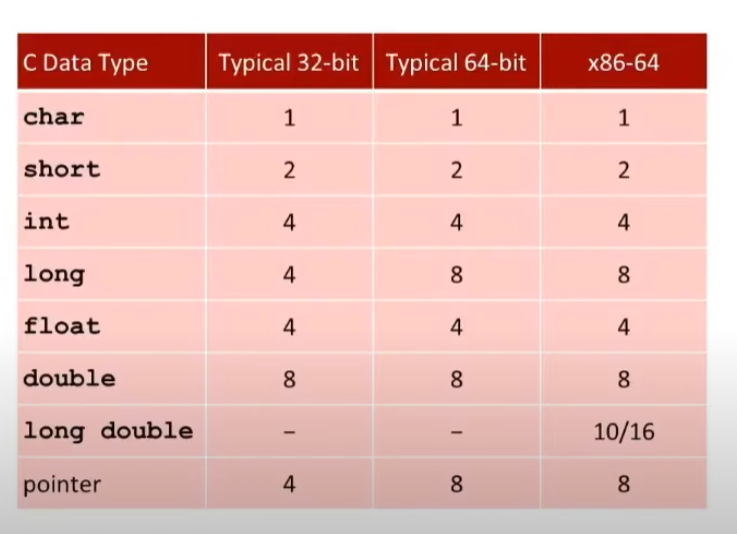 C Data Type Typical 32-bit Typical 64-bit x86-64
char 1 1 1
short 2 2 2
int 4 4 4
long 4 8 8
float 4 4 4
double 8 8 8
long double – – 10/16
pointer 4 8 8